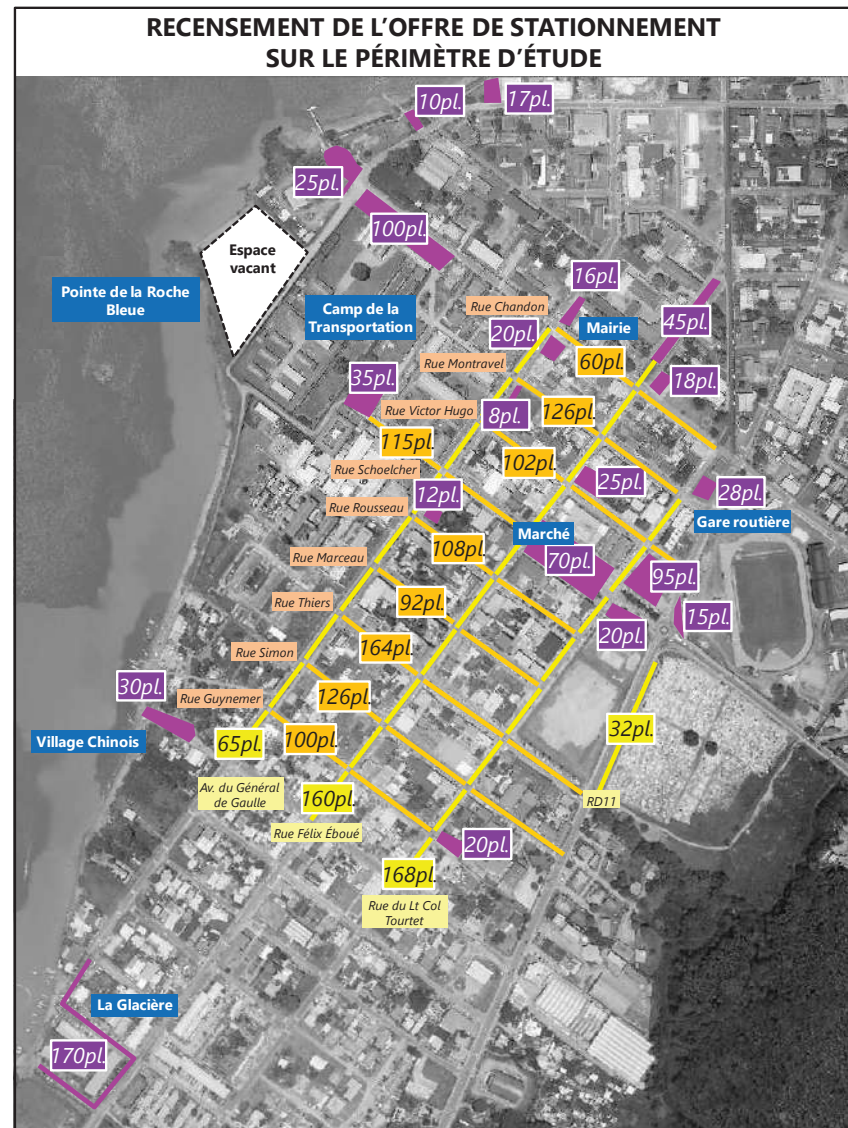 RECENSEMENT DE L’OFFRE DE STATIONNEMENT
SUR LE PÉRIMÈTRE D’ÉTUDE
17pl.
10pl.
25pl.
100pl.
Espace
vacant
Pointe de la Roche
Bleue
Camp de la
Transportation
16pl.
Rue Chandon
20pl.
Mairie
45pl.
60pl.
Rue Montravel
35pl.
18pl.
Rue Victor Hugo
8pl.
126pl.
115pl.
102pl.
Rue Schoelcher
25pl.
28pl.
12pl.
Rue Rousseau
Gare routière
Marché
108pl.
70pl.
Rue Marceau
95pl.
92pl.
Rue Thiers
15pl.
20pl.
164pl.
Rue Simon
30pl.
126pl.
Rue Guynemer
32pl.
Village Chinois
65pl.
100pl.
Av. du Général
de Gaulle
160pl.
RD11
Rue Félix Éboué
20pl.
168pl.
Rue du Lt Col
Tourtet
La Glacière
170pl.